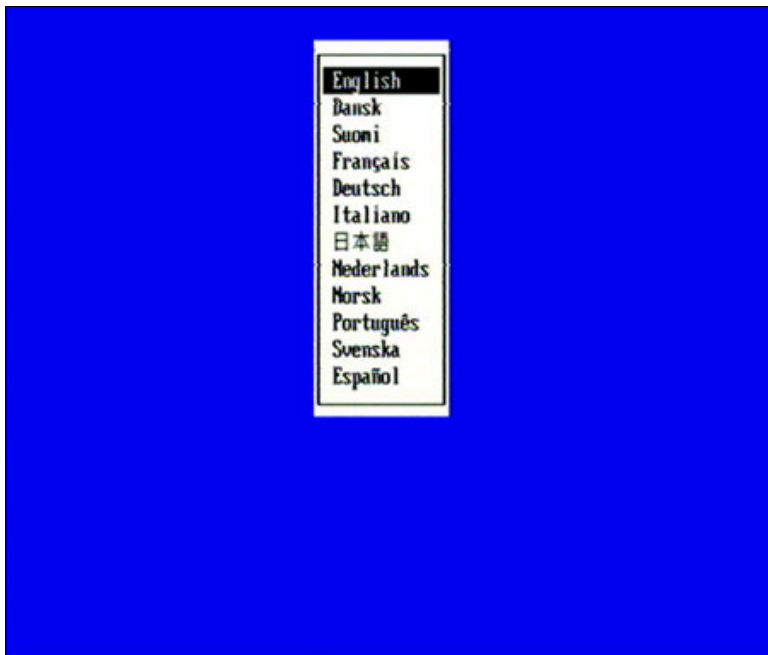 English
Dansk
Suomi
Français
Deutsch
Italiano
日本語
Nederlands
Norsk
Português
Svenska
Español